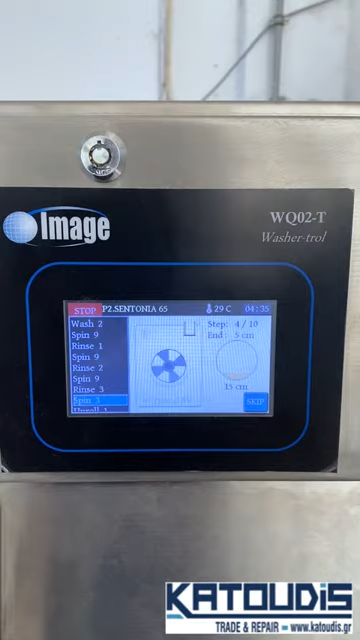 Image
WQ02-T
Washer-trol
STOP P2.SENTONIA 65 29 C 04:35
Wash 2
Spin 9
Rinse 1
Spin 9
Rinse 2
Spin 9
Rinse 3
Spin 3
Unroll 1
Step: 4 / 10
End: 5 cm
15 cm
SKIP
KATOUDIS
TRADE & REPAIR – www.katoudis.gr